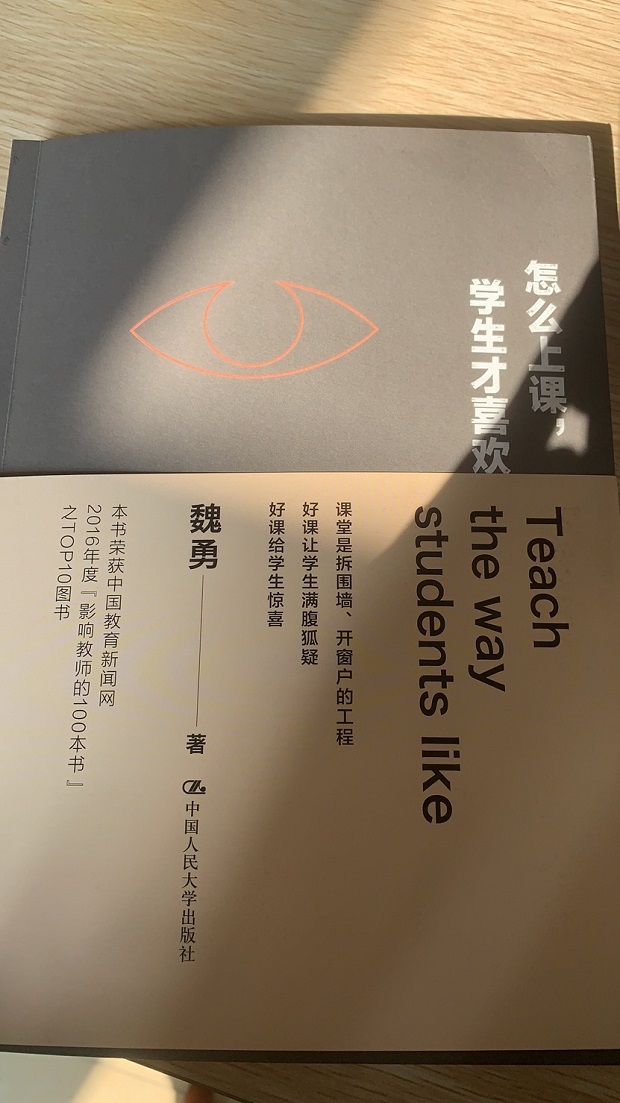 怎么上课，
学生才喜欢
Teach
the way
students like
课堂是拆围墙、开窗户的工程
好课让学生满腹狐疑
好课给学生惊喜
魏勇 著
中国人民大学出版社
本书荣获中国教育新闻网
2016年度『影响教师的100本书』
之TOP10图书